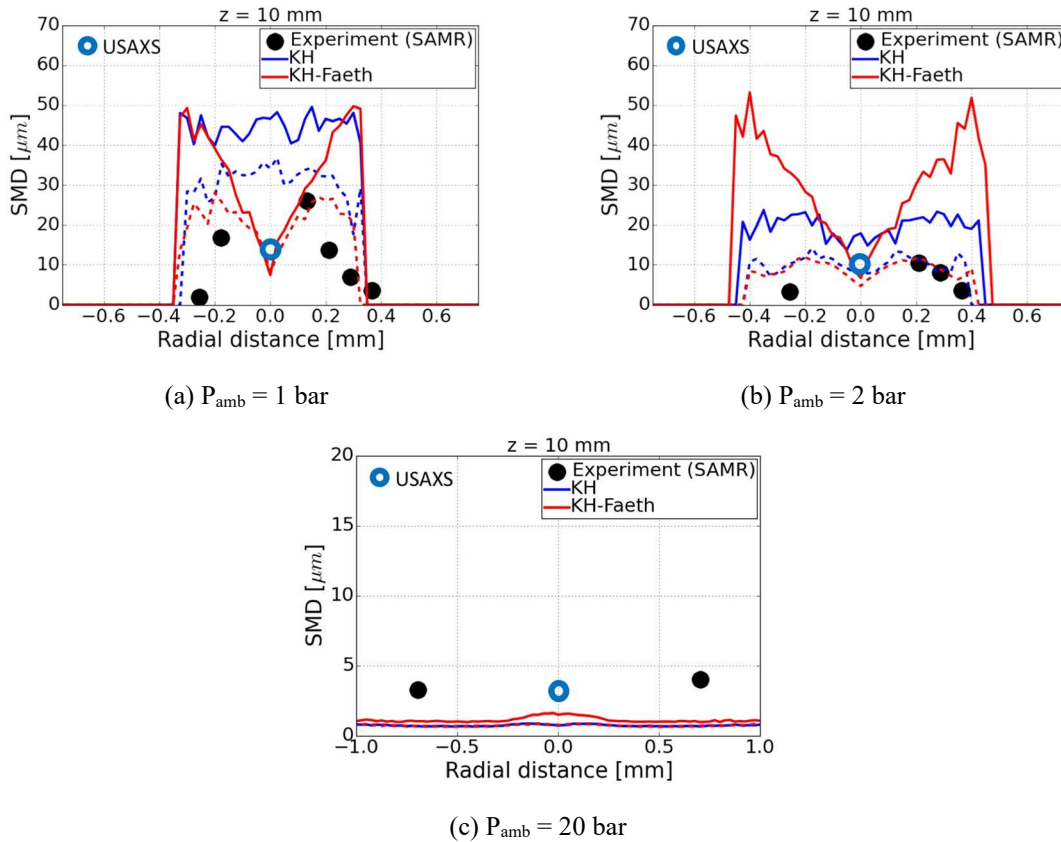 z = 10 mm
70
60
50
40
30
20
10
0
SMD [μm]
USAXS
Experiment (SAMR)
KH
KH-Faeth
−0.6 −0.4 −0.2 0.0 0.2 0.4 0.6
Radial distance [mm]
(a) Pamb = 1 bar
z = 10 mm
70
60
50
40
30
20
10
0
SMD [μm]
USAXS
Experiment (SAMR)
KH
KH-Faeth
−0.6 −0.4 −0.2 0.0 0.2 0.4 0.6
Radial distance [mm]
(b) Pamb = 2 bar
z = 10 mm
20
15
10
5
0
SMD [μm]
USAXS
Experiment (SAMR)
KH
KH-Faeth
−1.0 −0.5 0.0 0.5 1.0
Radial distance [mm]
(c) Pamb = 20 bar